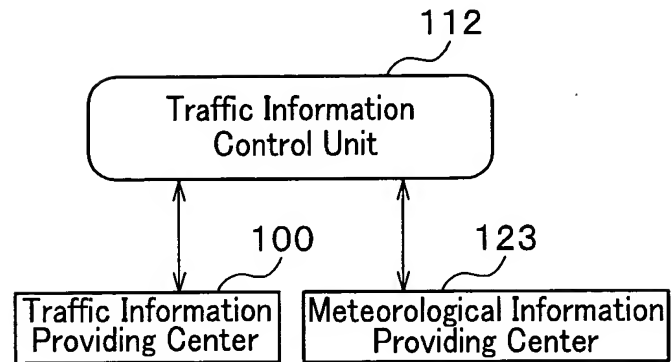 112
Traffic Information
Control Unit
100
123
Traffic Information
Providing Center
Meteorological Information
Providing Center